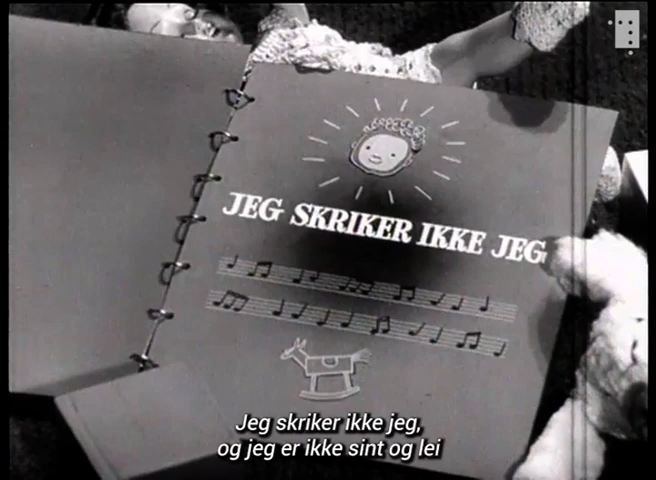 JEG SKRIKER IKKE JEG
Jeg skriker ikke jeg,
og jeg er ikke sint og lei